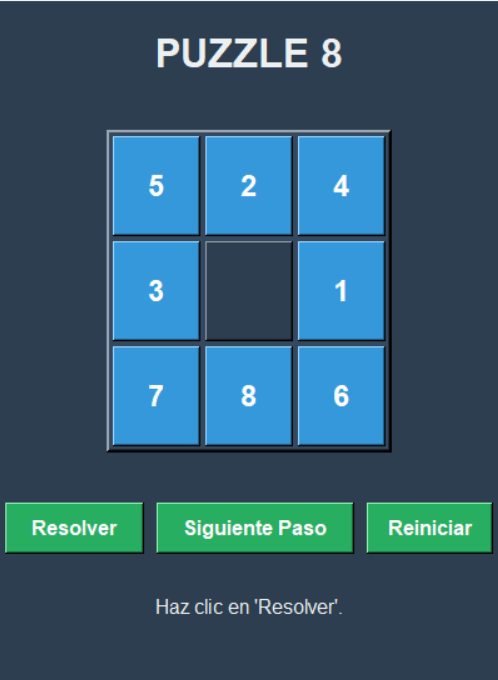 PUZZLE 8
5 2 4
3 1
7 8 6
Resolver Siguiente Paso Reiniciar
Haz clic en 'Resolver'.